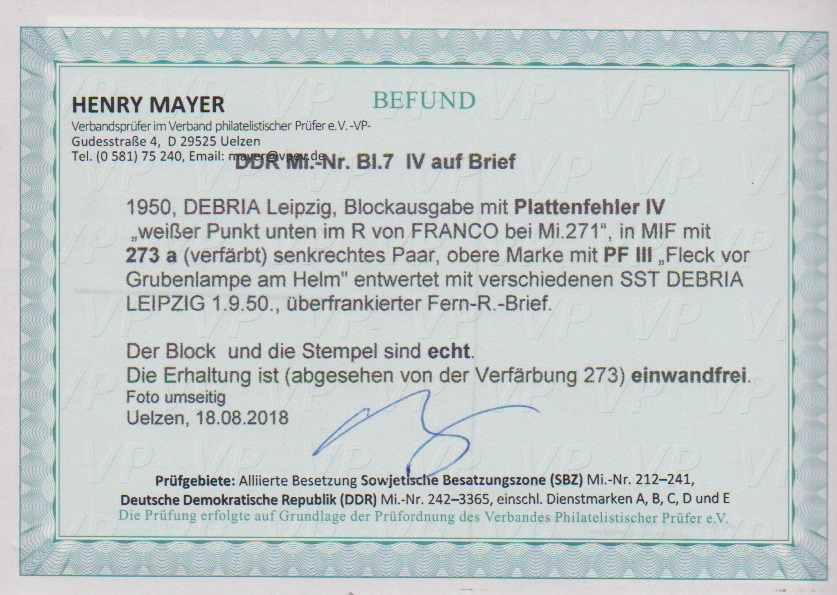 BEFUND
HENRY MAYER
Verbandsprüfer im Verband philatelistischer Prüfer e.V. -VP-
Gudesstraße 4, D 29525 Uelzen
Tel. (0 581) 75 240, Email: mayer@vpev.de
DDR Mi.-Nr. Bl.7 IV auf Brief
1950, DEBRIA Leipzig, Blockausgabe mit Plattenfehler IV
„weißer Punkt unten im R von FRANCO bei Mi.271“, in MIF mit
273 a (verfärbt) senkrechtes Paar, obere Marke mit PF III „Fleck vor
Grubenlampe am Helm" entwertet mit verschiedenen SST DEBRIA
LEIPZIG 1.9.50., überfrankierter Fern-R.-Brief.
Der Block und die Stempel sind echt.
Die Erhaltung ist (abgesehen von der Verfärbung 273) einwandfrei.
Foto umseitig
Uelzen, 18.08.2018
Prüfgebiete: Alliierte Besetzung Sowjetische Besatzungszone (SBZ) Mi.-Nr. 212–241,
Deutsche Demokratische Republik (DDR) Mi.-Nr. 242–3365, einschl. Dienstmarken A, B, C, D und E
Die Prüfung erfolgte auf Grundlage der Prüfordnung des Verbandes Philatelistischer Prüfer e.V.